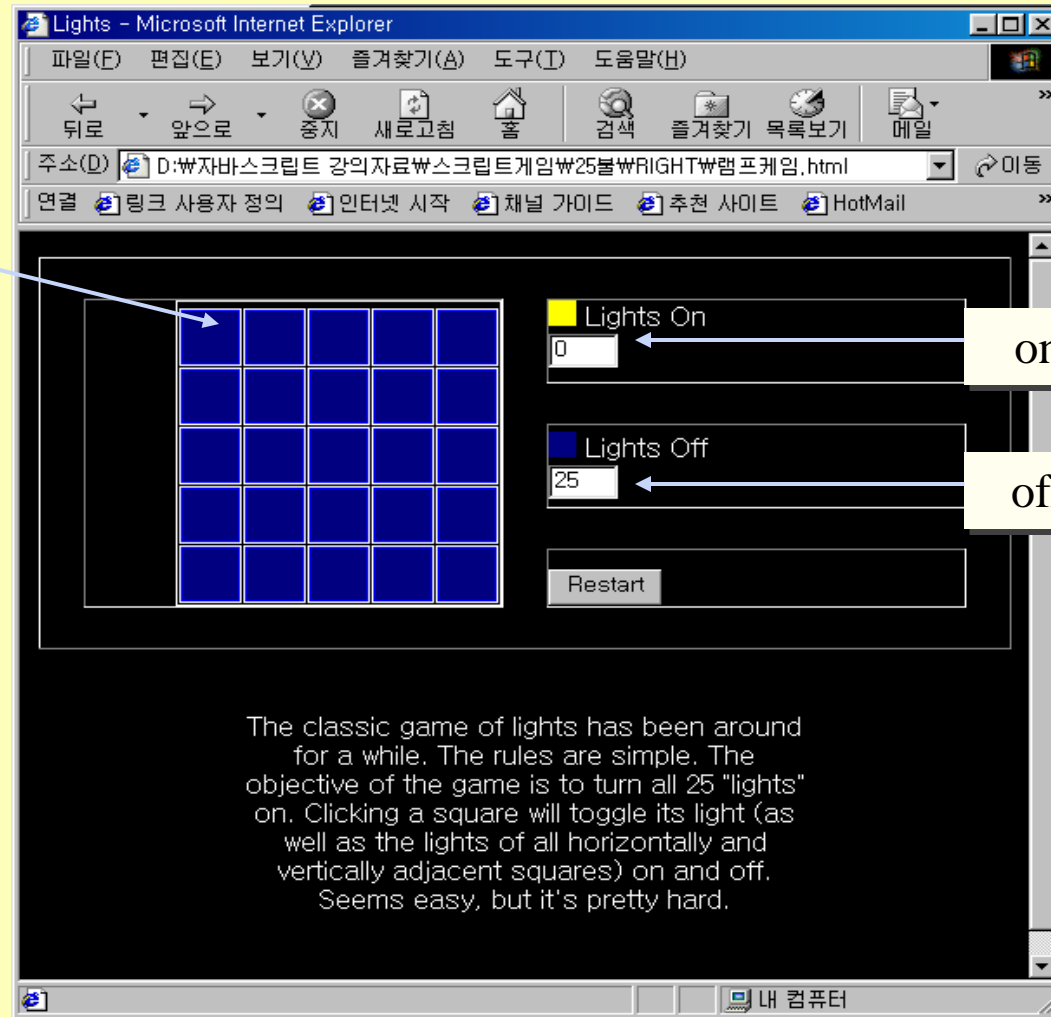 Lights - Microsoft Internet Explorer
파일(F) 편집(E) 보기(V) 즐겨찾기(A) 도구(T) 도움말(H)
뒤로 앞으로 중지 새로고침 홈 검색 즐겨찾기 목록보기 메일 »
주소(D) D:₩자바스크립트 강의자료₩스크립트게임₩25불₩RIGHT₩램프케임.html 이동
연결 링크 사용자 정의 인터넷 시작 채널 가이드 추천 사이트 HotMail »
Lights On
0
or
Lights Off
25
of
Restart
The classic game of lights has been around
for a while. The rules are simple. The
objective of the game is to turn all 25 "lights"
on. Clicking a square will toggle its light (as
well as the lights of all horizontally and
vertically adjacent squares) on and off.
Seems easy, but it's pretty hard.
내 컴퓨터